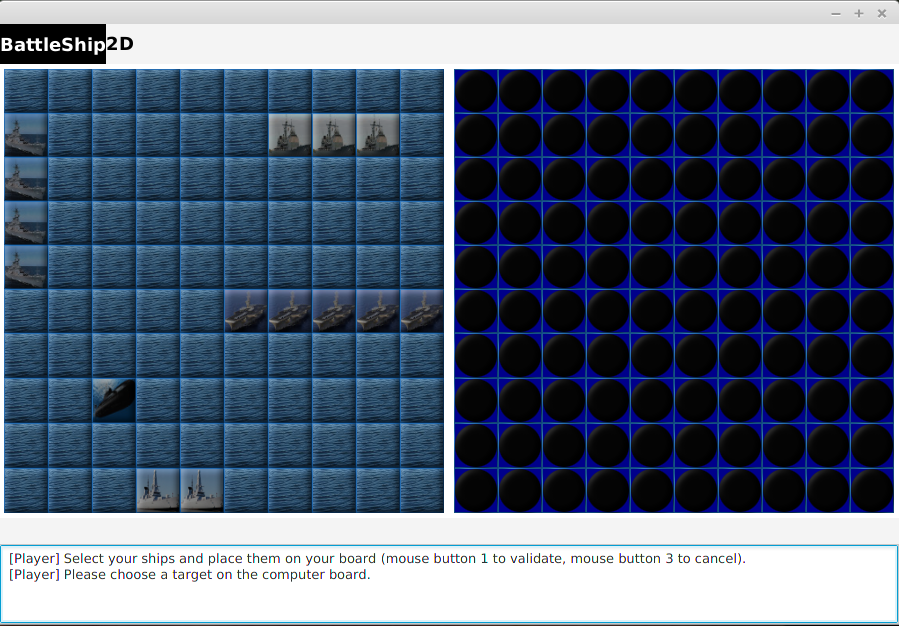 BattleShip2D
[Player] Select your ships and place them on your board (mouse button 1 to validate, mouse button 3 to cancel).
[Player] Please choose a target on the computer board.